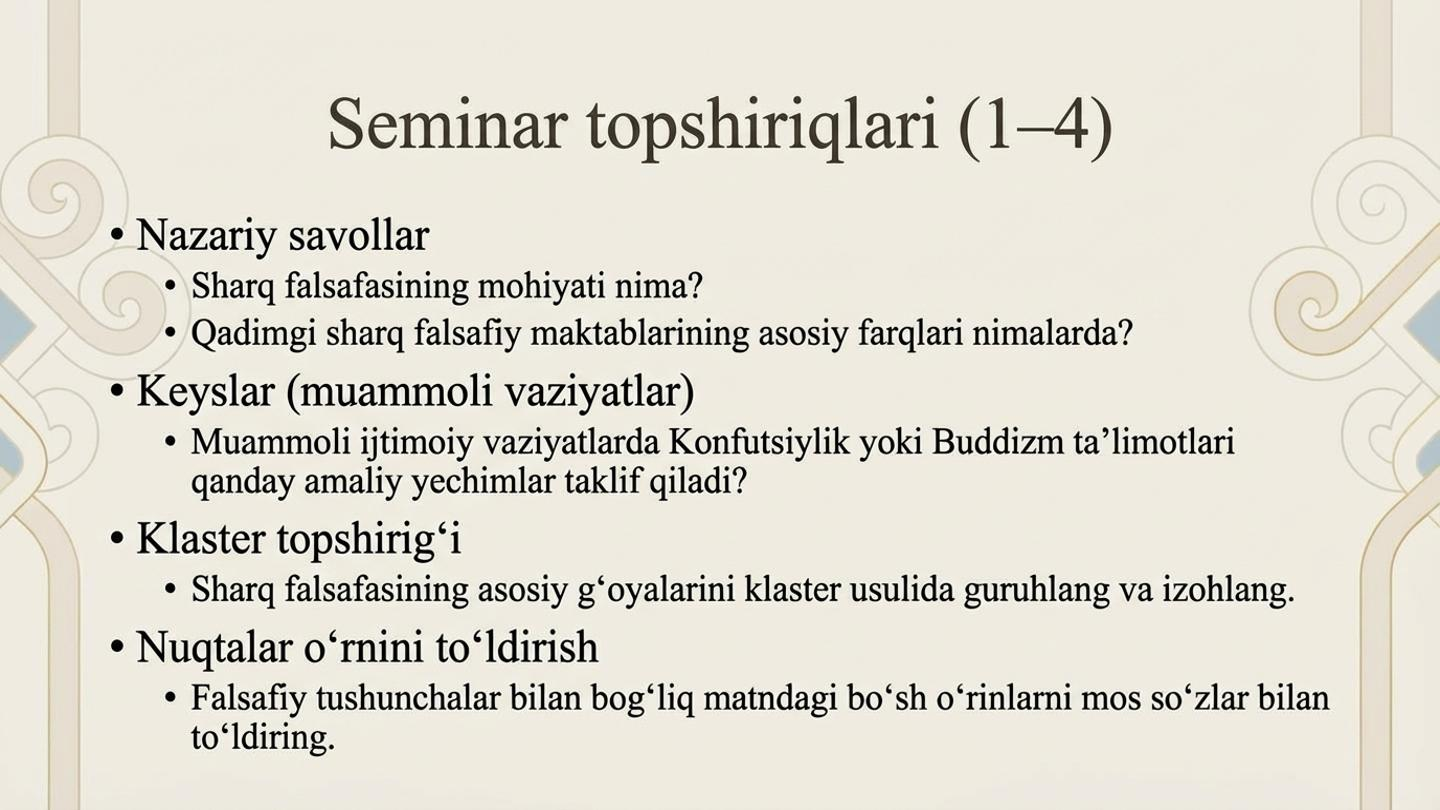 Seminar topshiriqlari (1–4)
• Nazariy savollar
• Sharq falsafasining mohiyati nima?
• Qadimgi sharq falsafiy maktablarining asosiy farqlari nimalarda?
• Keyslar (muammoli vaziyatlar)
• Muammoli ijtimoiy vaziyatlarda Konfutsiylik yoki Buddizm ta’limotlari
qanday amaliy yechimlar taklif qiladi?
• Klaster topshirig‘i
• Sharq falsafasining asosiy g‘oyalarini klaster usulida guruhlang va izohlang.
• Nuqtalar o‘rnini to‘ldirish
• Falsafiy tushunchalar bilan bog‘liq matndagi bo‘sh o‘rinlarni mos so‘zlar bilan
to‘ldiring.